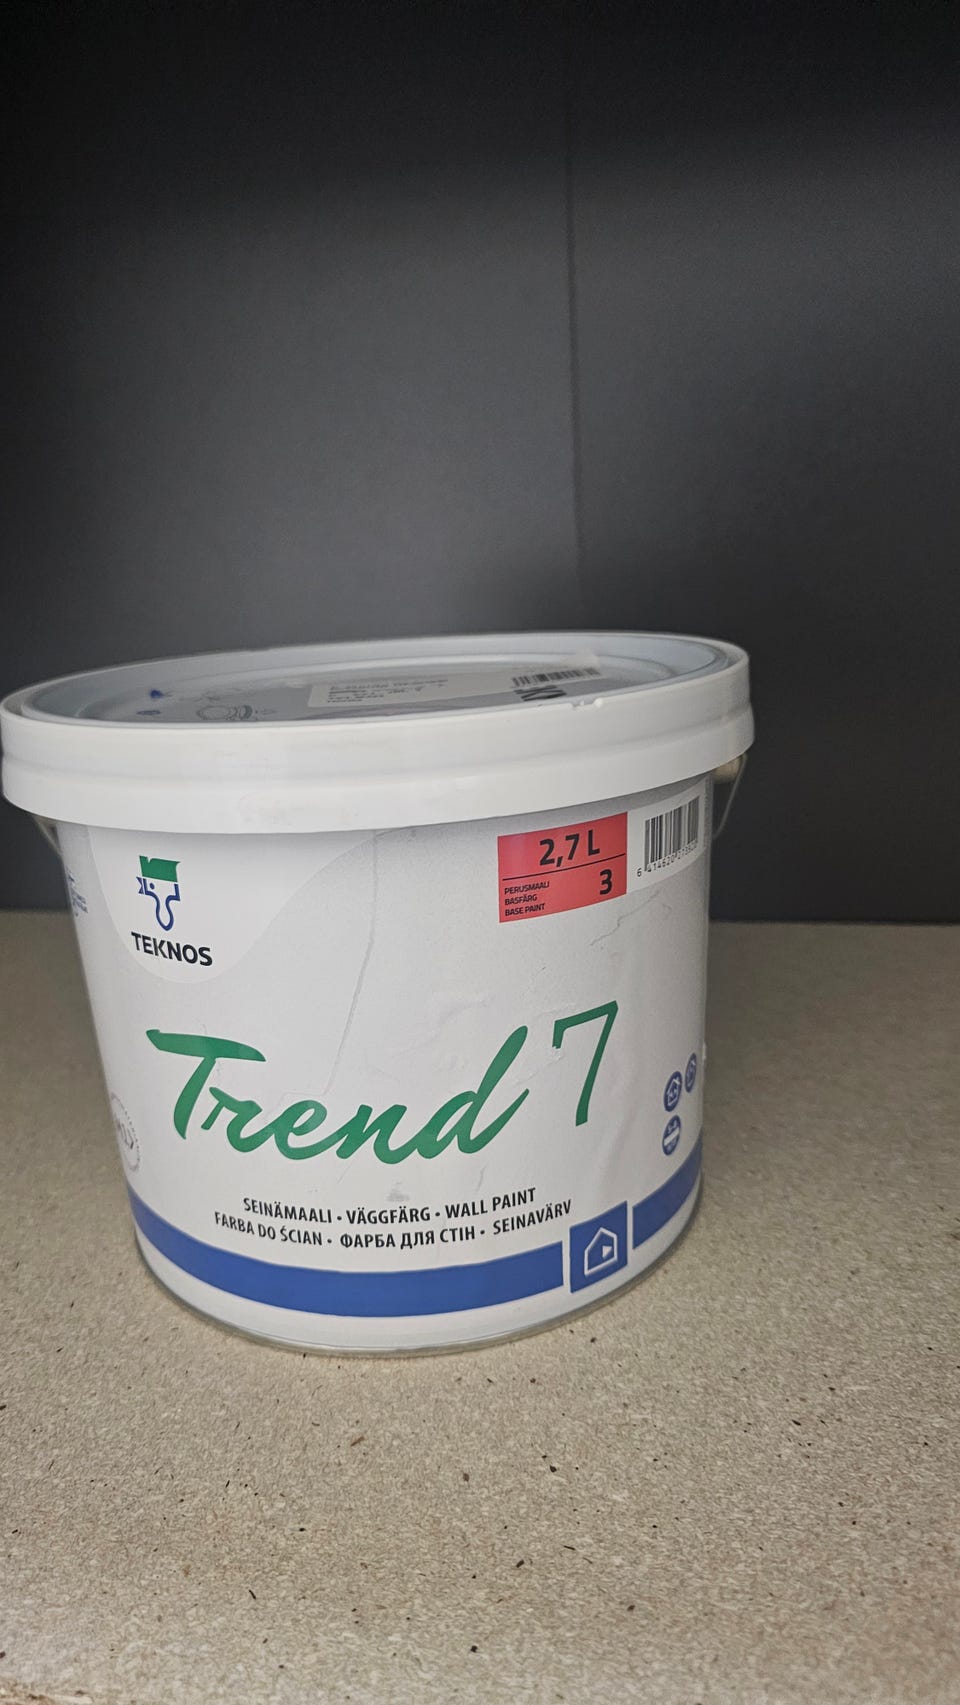 2,7 L
PERUSMAALI
BASFÄRG
BASE PAINT
3
TEKNOS
Trend 7
SEINÄMAALI • VÄGGFÄRG • WALL PAINT
FARBA DO ŚCIAN • ФАРБА ДЛЯ СТІН • SEINAVÄRV